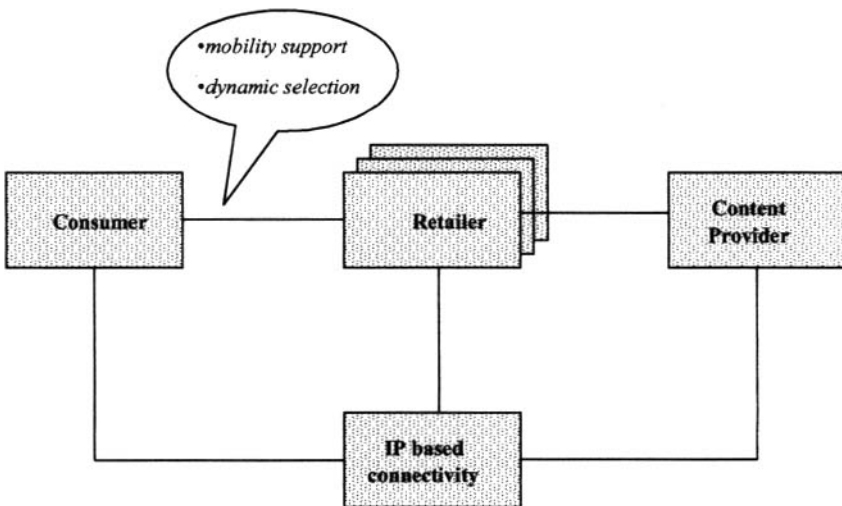 •mobility support
•dynamic selection
Consumer
Retailer
Content
Provider
IP based
connectivity